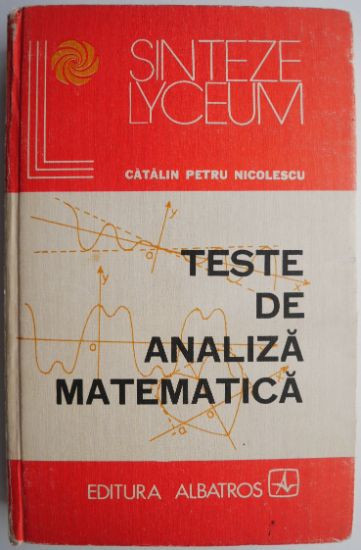 SINTEZE
LYCEUM
CĂTĂLIN PETRU NICOLESCU
y
x
o
TESTE
y
DE
ANALIZĂ
o
MATEMATICĂ
o
EDITURA ALBATROS